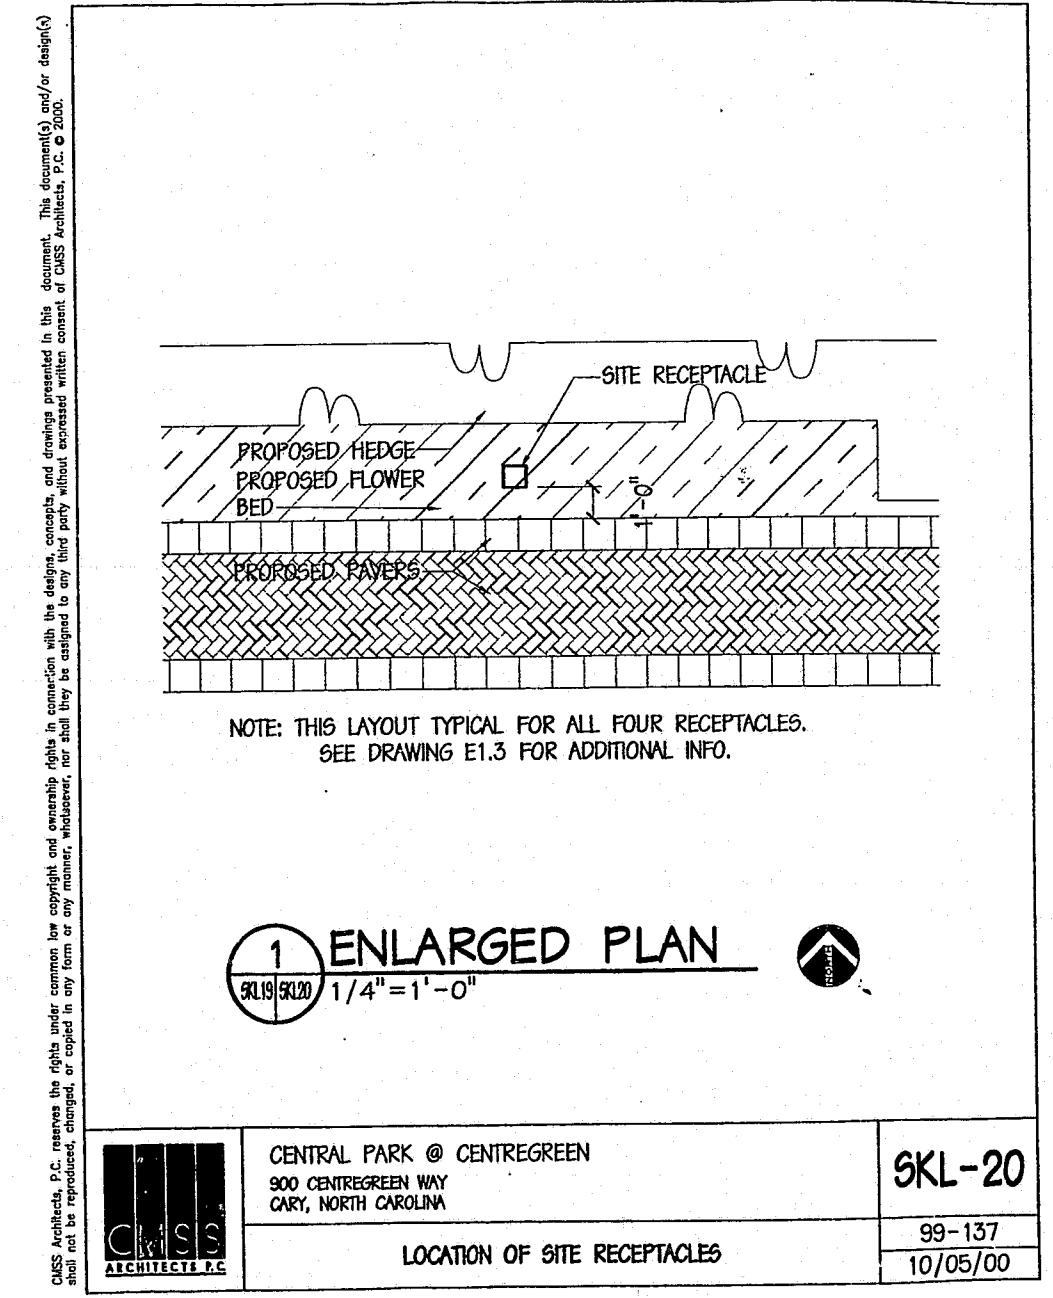 CMSS Architects, P.C. reserves the rights under common law copyright and ownership rights in connection with the designs, concepts, and drawings presented in this document. This document(s) and/or design(s)
shall not be reproduced, changed, or copied in any form or any manner, whatsoever, nor shall they be assigned to any third party without expressed written consent of CMSS Architects, P.C. © 2000.
SITE RECEPTACLE
PROPOSED HEDGE
PROPOSED FLOWER
BED
1'-0"
PROPOSED PAVERS
NOTE: THIS LAYOUT TYPICAL FOR ALL FOUR RECEPTACLES.
SEE DRAWING E1.3 FOR ADDITIONAL INFO.
1
SKL19 SKL20
ENLARGED PLAN
1/4"=1'-0"
NORTH
CMSS
ARCHITECTS P.C
CENTRAL PARK @ CENTREGREEN
900 CENTREGREEN WAY
CARY, NORTH CAROLINA
LOCATION OF SITE RECEPTACLES
SKL-20
99-137
10/05/00